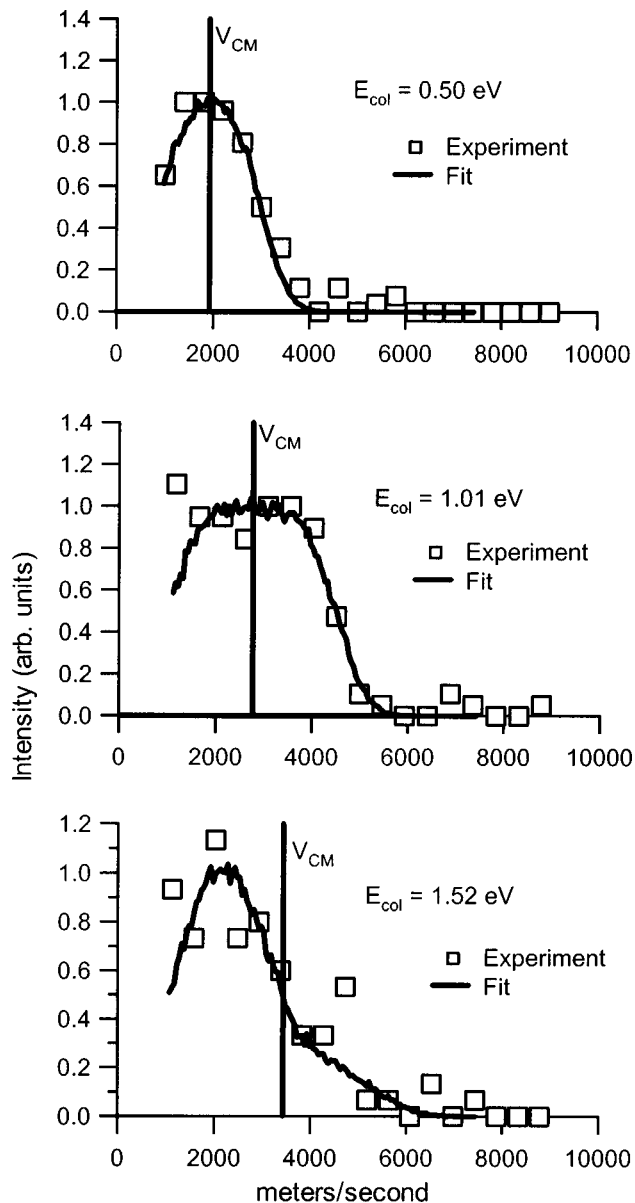 1.4
V_CM
1.2
E_col = 0.50 eV
1.0
0.8
Experiment
0.6
Fit
0.4
0.2
0.0
0 2000 4000 6000 8000 10000
1.4
V_CM
1.2
1.0
E_col = 1.01 eV
0.8
Experiment
0.6
Fit
0.4
0.2
0.0
0 2000 4000 6000 8000 10000
Intensity (arb. units)
1.2
V_CM
1.0
E_col = 1.52 eV
0.8
Experiment
0.6
Fit
0.4
0.2
0.0
0 2000 4000 6000 8000 10000
meters/second